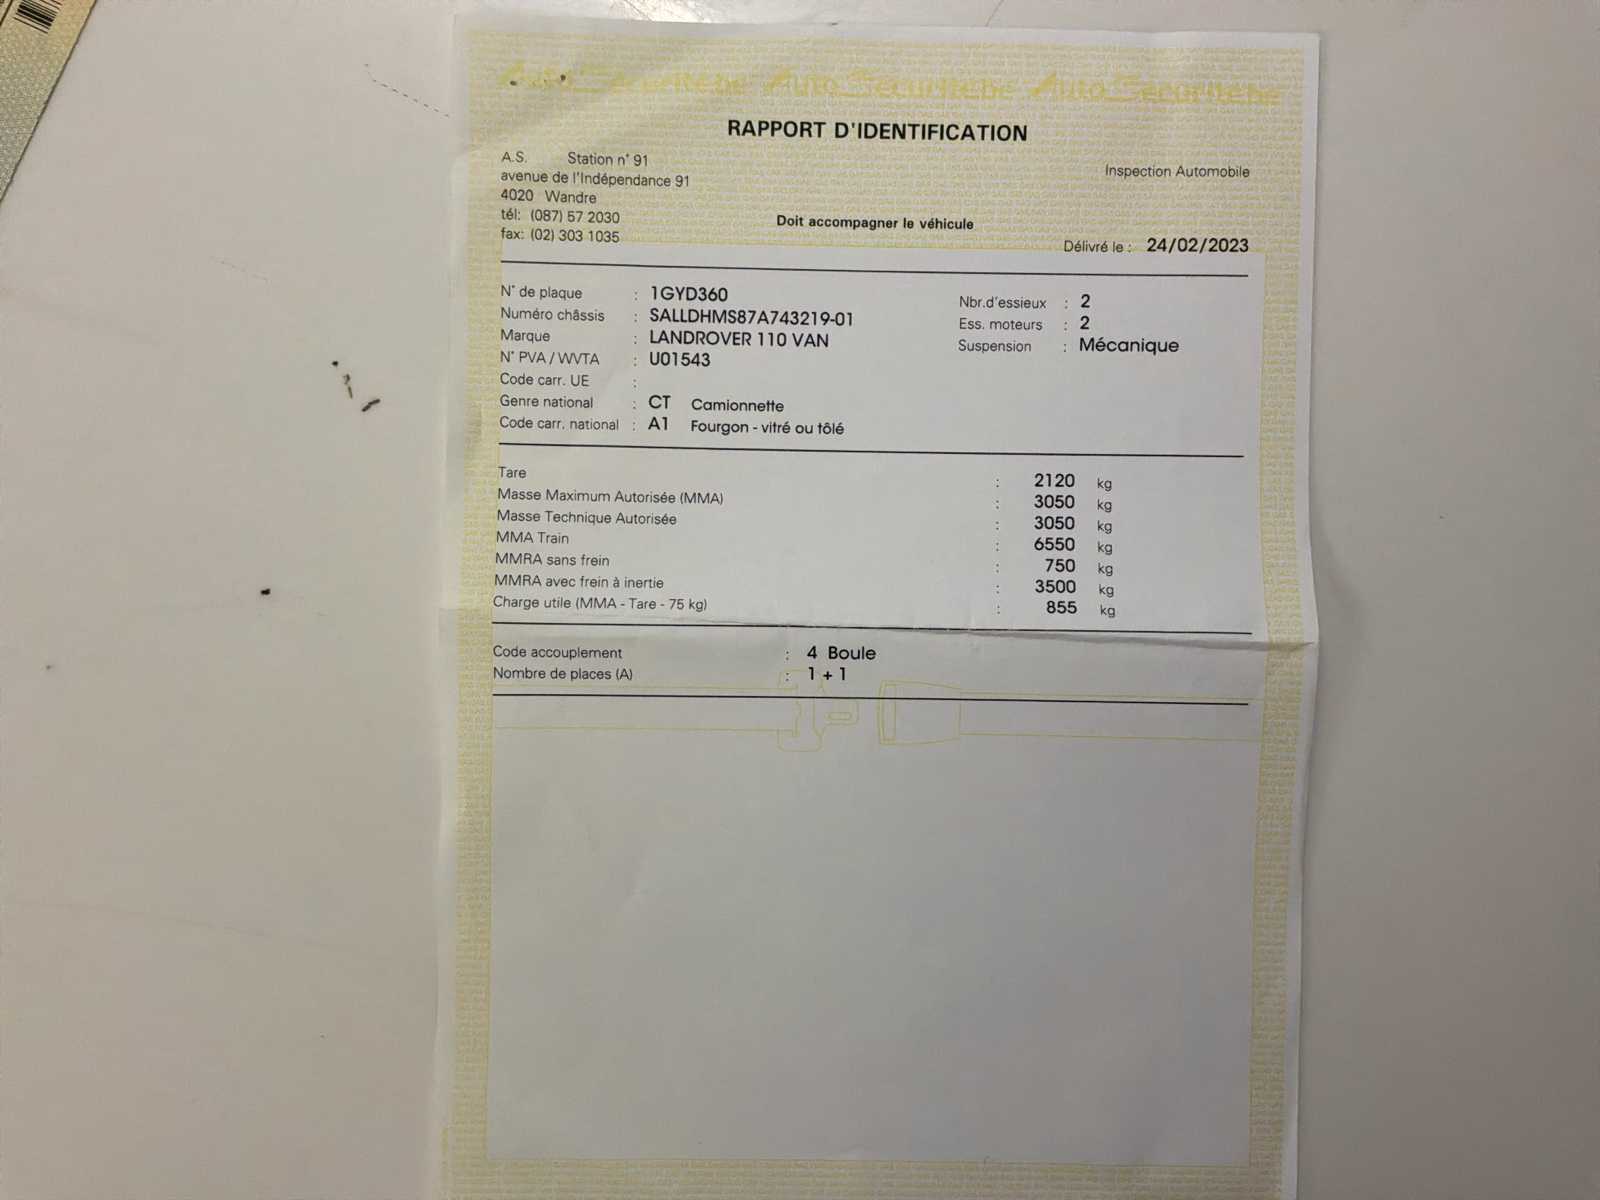 Auto Sécurité be Auto Sécurité be Auto Sécurité be
RAPPORT D'IDENTIFICATION
A.S. Station n° 91
Inspection Automobile
avenue de l'Indépendance 91
4020 Wandre
tél: (087) 57 2030
Doit accompagner le véhicule
fax: (02) 303 1035
Délivré le : 24/02/2023
N° de plaque : 1GYD360
Nbr.d'essieux : 2
Numéro châssis : SALLDHMS87A743219-01
Ess. moteurs : 2
Marque : LANDROVER 110 VAN
Suspension : Mécanique
N° PVA / WVTA : U01543
Code carr. UE :
Genre national : CT Camionnette
Code carr. national : A1 Fourgon - vitré ou tôlé
Tare : 2120 kg
Masse Maximum Autorisée (MMA) : 3050 kg
Masse Technique Autorisée : 3050 kg
MMA Train : 6550 kg
MMRA sans frein : 750 kg
MMRA avec frein à inertie : 3500 kg
Charge utile (MMA - Tare - 75 kg) : 855 kg
Code accouplement : 4 Boule
Nombre de places (A) : 1 + 1